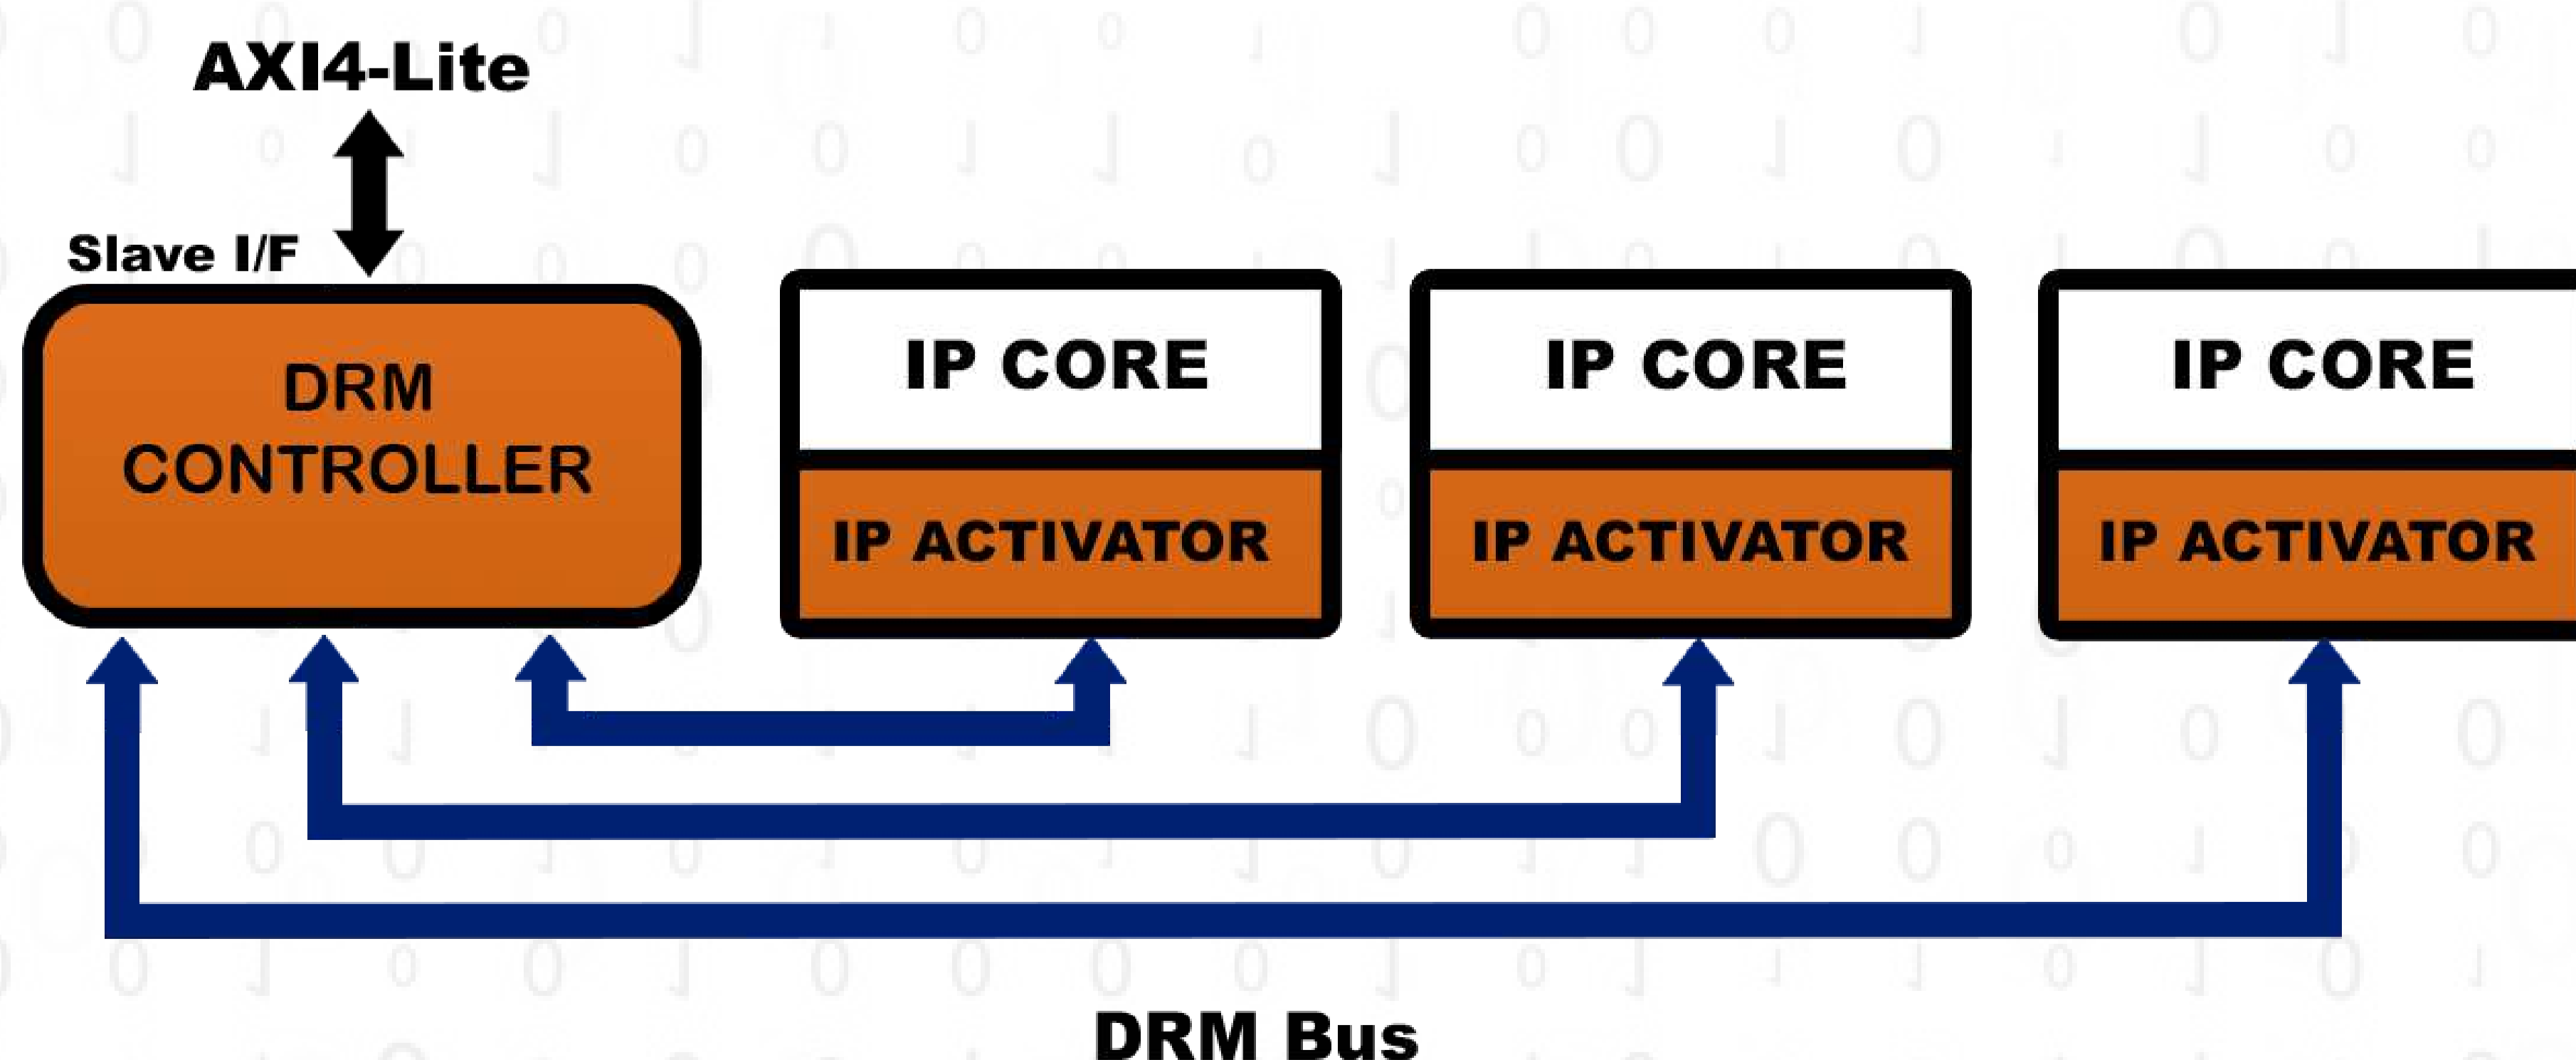 AXI4-Lite
Slave I/F
DRM
CONTROLLER
IP CORE
IP ACTIVATOR
IP CORE
IP ACTIVATOR
IP CORE
IP ACTIVATOR
DRM Bus